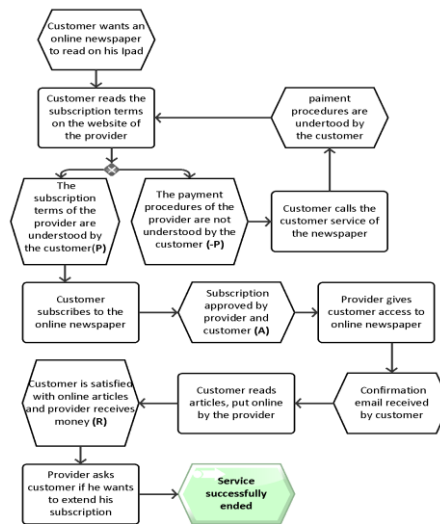 Customer wants an
online newspaper
to read on his Ipad
Customer reads the
subscription terms
on the website of
the provider
paiment
procedures are
undertood by
the customer
The
subscription
terms of the
provider are
understood by
the customer(P)
The payment
procedures of the
provider are not
understood by the
customer (-P)
Customer calls the
customer service of
the newspaper
Customer
subscribes to the
online newspaper
Subscription
approved by
provider and
customer (A)
Provider gives
customer access to
online newspaper
Customer is satisfied
with online articles
and provider receives
money (R)
Customer reads
articles, put online
by the provider
Confirmation
email received
by customer
Provider asks
customer if he wants
to extend his
subscription
Service
successfully
ended